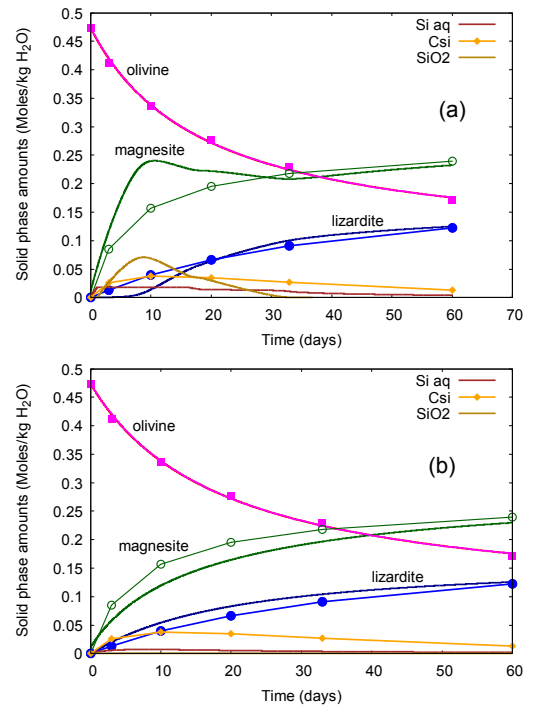 Solid phase amounts (Moles/kg H2O)
0.5
0.45
0.4
0.35
0.3
0.25
0.2
0.15
0.1
0.05
0
Si aq
Csi
SiO2
olivine
(a)
magnesite
lizardite
0 10 20 30 40 50 60 70
Time (days)
Solid phase amounts (Moles/kg H2O)
0.5
0.45
0.4
0.35
0.3
0.25
0.2
0.15
0.1
0.05
0
Si aq
Csi
SiO2
olivine
(b)
magnesite
lizardite
0 10 20 30 40 50 60
Time (days)